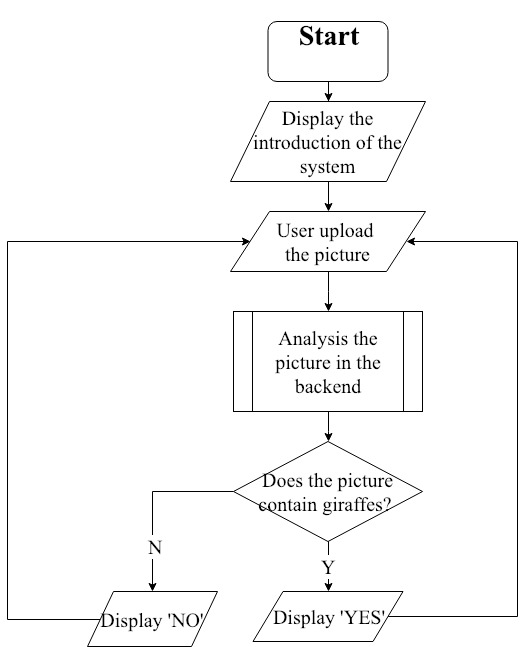 Start
Display the
introduction of the
system
User upload
the picture
Analysis the
picture in the
backend
Does the picture
contain giraffes?
N
Y
Display 'NO'
Display 'YES'